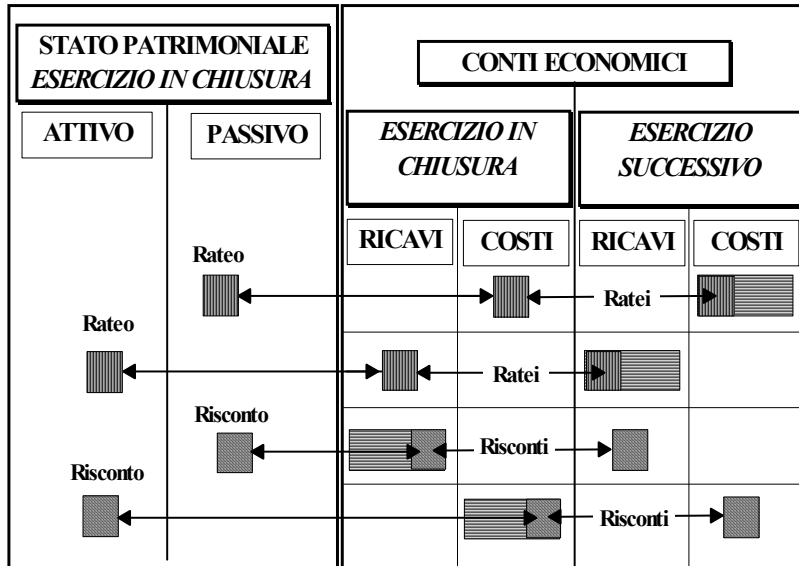 STATO PATRIMONIALE
ESERCIZIO IN CHIUSURA
CONTI ECONOMICI
ATTIVO
PASSIVO
ESERCIZIO IN
CHIUSURA
ESERCIZIO
SUCCESSIVO
RICAVI
COSTI
RICAVI
COSTI
Rateo
Ratei
Rateo
Ratei
Risconto
Risconti
Risconto
Risconti